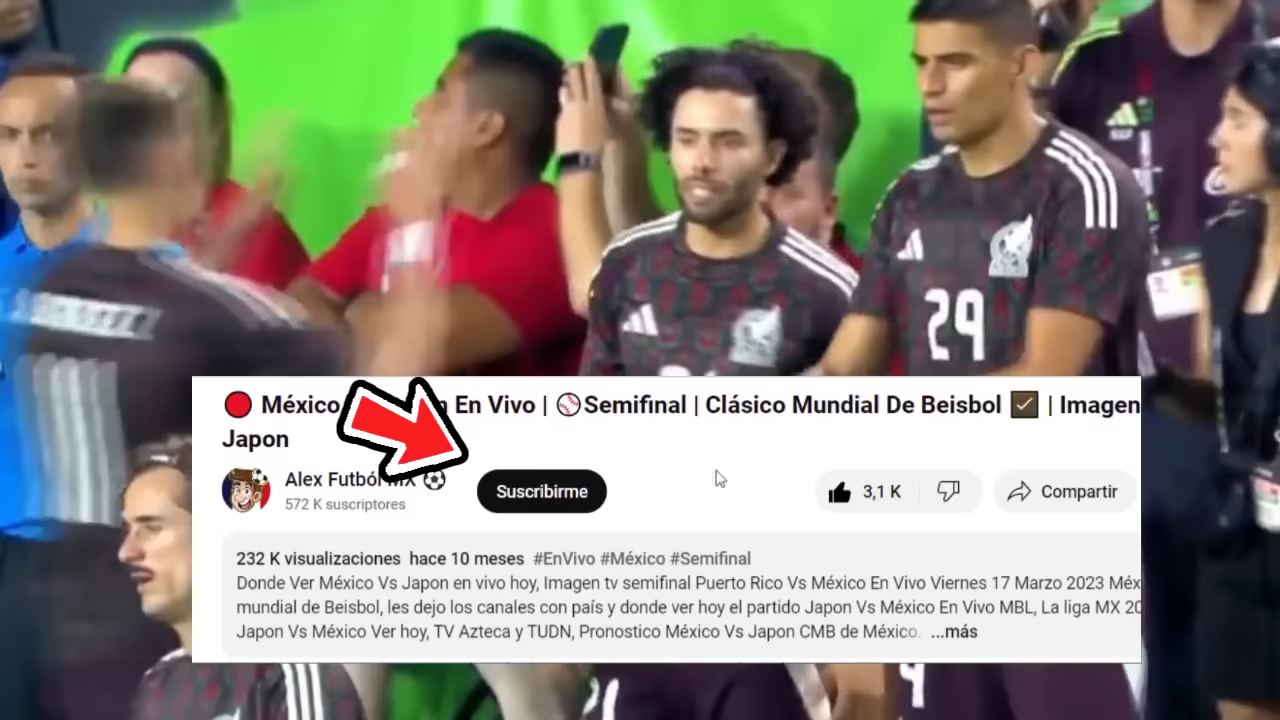 29
🔴 México En Vivo | ⚾Semifinal | Clásico Mundial De Beisbol ☑ | Imagen
Japon
Alex Futból MX ⚽
572 K suscriptores
Suscribirme
3,1 K
Compartir
232 K visualizaciones hace 10 meses #EnVivo #México #Semifinal
Donde Ver México Vs Japon en vivo hoy, Imagen tv semifinal Puerto Rico Vs México En Vivo Viernes 17 Marzo 2023 Méx
mundial de Beisbol, les dejo los canales con país y donde ver hoy el partido Japon Vs México En Vivo MBL, La liga MX 20
Japon Vs México Ver hoy, TV Azteca y TUDN, Pronostico México Vs Japon CMB de México. ...más